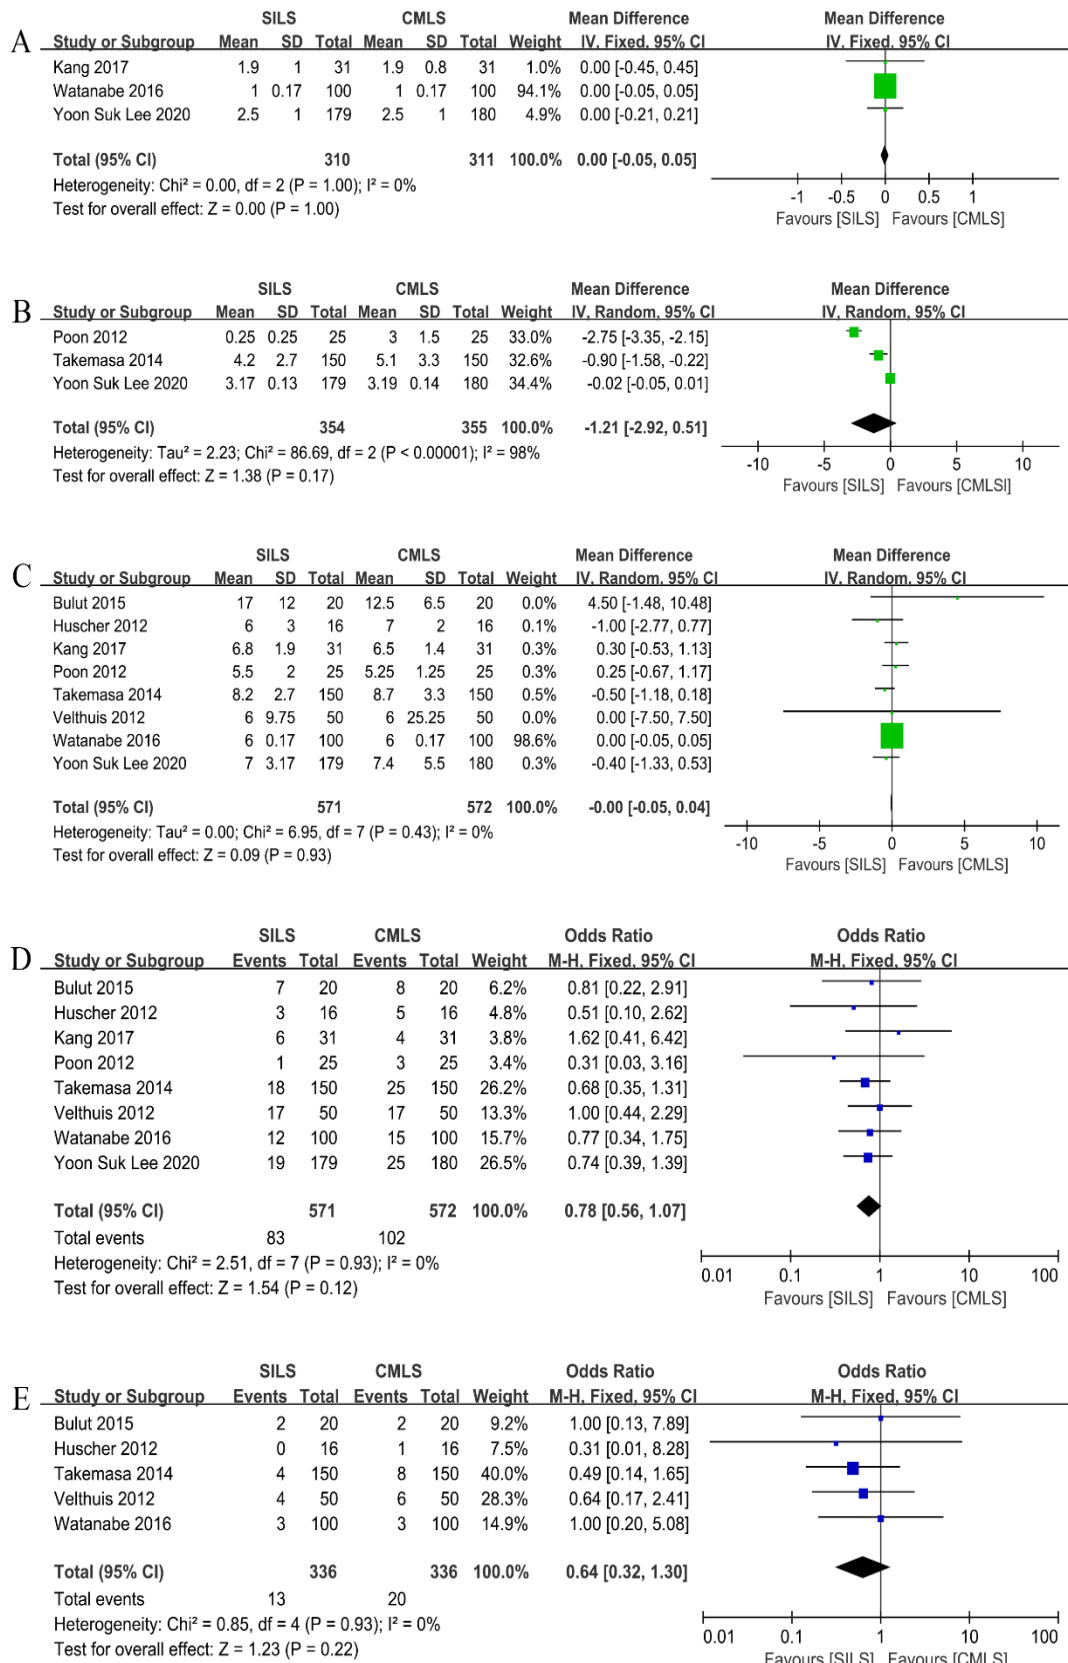 A
SILS CMLS Mean Difference Mean Difference
Study or Subgroup Mean SD Total Mean SD Total Weight IV, Fixed, 95% CI IV, Fixed, 95% CI
Kang 2017 1.9 1 31 1.9 0.8 31 1.0% 0.00 [-0.45, 0.45]
Watanabe 2016 1 0.17 100 1 0.17 100 94.1% 0.00 [-0.05, 0.05]
Yoon Suk Lee 2020 2.5 1 179 2.5 1 180 4.9% 0.00 [-0.21, 0.21]
Total (95% CI) 310 311 100.0% 0.00 [-0.05, 0.05]
Heterogeneity: Chi² = 0.00, df = 2 (P = 1.00); I² = 0%
Test for overall effect: Z = 0.00 (P = 1.00)
-1 -0.5 0 0.5 1
Favours [SILS] Favours [CMLS]
B
SILS CMLS Mean Difference Mean Difference
Study or Subgroup Mean SD Total Mean SD Total Weight IV, Random, 95% CI IV, Random, 95% CI
Poon 2012 0.25 0.25 25 3 1.5 25 33.0% -2.75 [-3.35, -2.15]
Takemasa 2014 4.2 2.7 150 5.1 3.3 150 32.6% -0.90 [-1.58, -0.22]
Yoon Suk Lee 2020 3.17 0.13 179 3.19 0.14 180 34.4% -0.02 [-0.05, 0.01]
Total (95% CI) 354 355 100.0% -1.21 [-2.92, 0.51]
Heterogeneity: Tau² = 2.23; Chi² = 86.69, df = 2 (P < 0.00001); I² = 98%
Test for overall effect: Z = 1.38 (P = 0.17)
-10 -5 0 5 10
Favours [SILS] Favours [CMLSI]
C
SILS CMLS Mean Difference Mean Difference
Study or Subgroup Mean SD Total Mean SD Total Weight IV, Random, 95% CI IV, Random, 95% CI
Bulut 2015 17 12 20 12.5 6.5 20 0.0% 4.50 [-1.48, 10.48]
Huscher 2012 6 3 16 7 2 16 0.1% -1.00 [-2.77, 0.77]
Kang 2017 6.8 1.9 31 6.5 1.4 31 0.3% 0.30 [-0.53, 1.13]
Poon 2012 5.5 2 25 5.25 1.25 25 0.3% 0.25 [-0.67, 1.17]
Takemasa 2014 8.2 2.7 150 8.7 3.3 150 0.5% -0.50 [-1.18, 0.18]
Velthuis 2012 6 9.75 50 6 25.25 50 0.0% 0.00 [-7.50, 7.50]
Watanabe 2016 6 0.17 100 6 0.17 100 98.6% 0.00 [-0.05, 0.05]
Yoon Suk Lee 2020 7 3.17 179 7.4 5.5 180 0.3% -0.40 [-1.33, 0.53]
Total (95% CI) 571 572 100.0% -0.00 [-0.05, 0.04]
Heterogeneity: Tau² = 0.00; Chi² = 6.95, df = 7 (P = 0.43); I² = 0%
Test for overall effect: Z = 0.09 (P = 0.93)
-10 -5 0 5 10
Favours [SILS] Favours [CMLS]
D
SILS CMLS Odds Ratio Odds Ratio
Study or Subgroup Events Total Events Total Weight M-H, Fixed, 95% CI M-H, Fixed, 95% CI
Bulut 2015 7 20 8 20 6.2% 0.81 [0.22, 2.91]
Huscher 2012 3 16 5 16 4.8% 0.51 [0.10, 2.62]
Kang 2017 6 31 4 31 3.8% 1.62 [0.41, 6.42]
Poon 2012 1 25 3 25 3.4% 0.31 [0.03, 3.16]
Takemasa 2014 18 150 25 150 26.2% 0.68 [0.35, 1.31]
Velthuis 2012 17 50 17 50 13.3% 1.00 [0.44, 2.29]
Watanabe 2016 12 100 15 100 15.7% 0.77 [0.34, 1.75]
Yoon Suk Lee 2020 19 179 25 180 26.5% 0.74 [0.39, 1.39]
Total (95% CI) 571 572 100.0% 0.78 [0.56, 1.07]
Total events 83 102
Heterogeneity: Chi² = 2.51, df = 7 (P = 0.93); I² = 0%
Test for overall effect: Z = 1.54 (P = 0.12)
0.01 0.1 1 10 100
Favours [SILS] Favours [CMLS]
E
SILS CMLS Odds Ratio Odds Ratio
Study or Subgroup Events Total Events Total Weight M-H, Fixed, 95% CI M-H, Fixed, 95% CI
Bulut 2015 2 20 2 20 9.2% 1.00 [0.13, 7.89]
Huscher 2012 0 16 1 16 7.5% 0.31 [0.01, 8.28]
Takemasa 2014 4 150 8 150 40.0% 0.49 [0.14, 1.65]
Velthuis 2012 4 50 6 50 28.3% 0.64 [0.17, 2.41]
Watanabe 2016 3 100 3 100 14.9% 1.00 [0.20, 5.08]
Total (95% CI) 336 336 100.0% 0.64 [0.32, 1.30]
Total events 13 20
Heterogeneity: Chi² = 0.85, df = 4 (P = 0.93); I² = 0%
Test for overall effect: Z = 1.23 (P = 0.22)
0.01 0.1 1 10 100
Favours [SILS] Favours [CMLS]